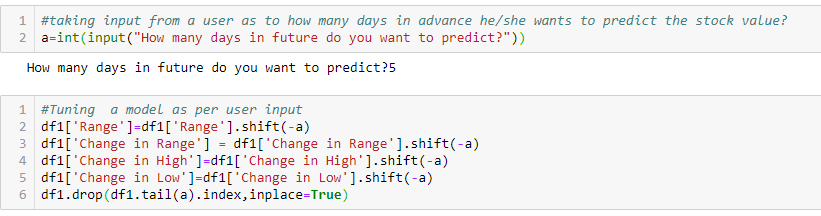 1 #taking input from a user as to how many days in advance he/she wants to predict the stock value?
2 a=int(input("How many days in future do you want to predict?"))
How many days in future do you want to predict?5
1 #Tuning  a model as per user input
2 df1['Range']=df1['Range'].shift(-a)
3 df1['Change in Range'] = df1['Change in Range'].shift(-a)
4 df1['Change in High']=df1['Change in High'].shift(-a)
5 df1['Change in Low']=df1['Change in Low'].shift(-a)
6 df1.drop(df1.tail(a).index,inplace=True)